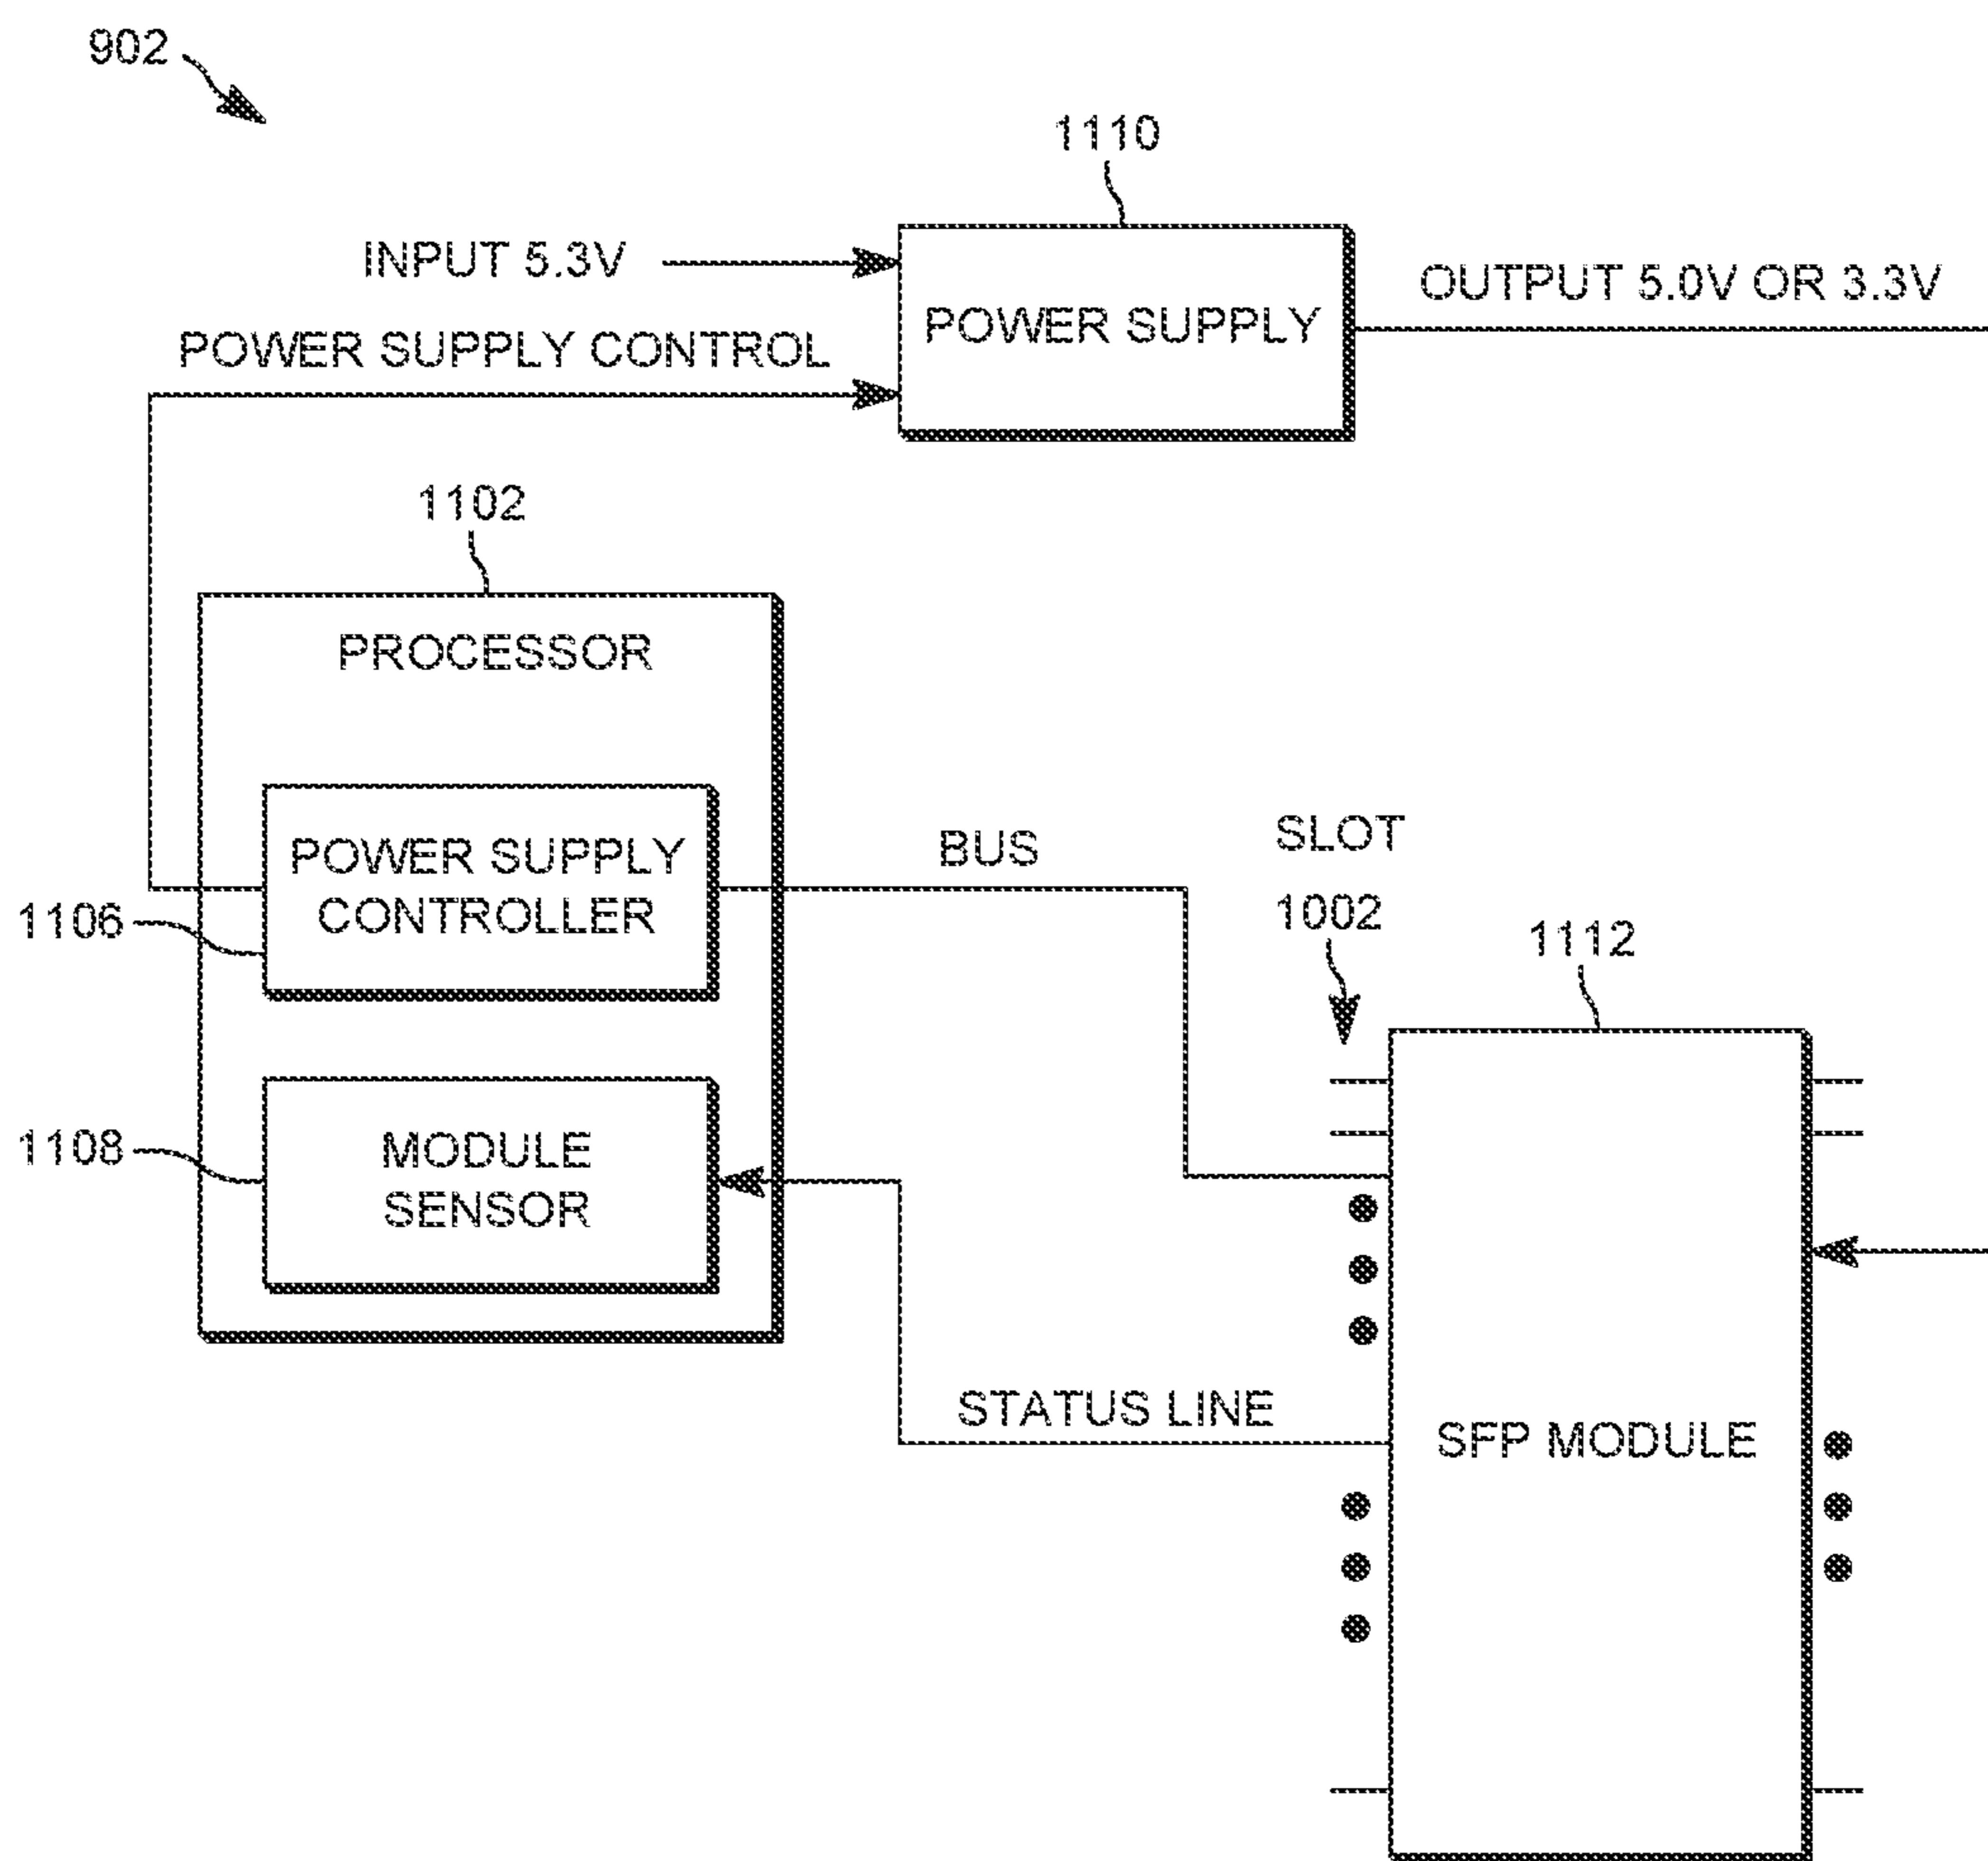 902
1110
INPUT 5.3V
POWER SUPPLY
OUTPUT 5.0V OR 3.3V
POWER SUPPLY CONTROL
1102
PROCESSOR
POWER SUPPLY
CONTROLLER
1106
BUS
SLOT
1002
1112
MODULE
SENSOR
1108
STATUS LINE
SFP MODULE